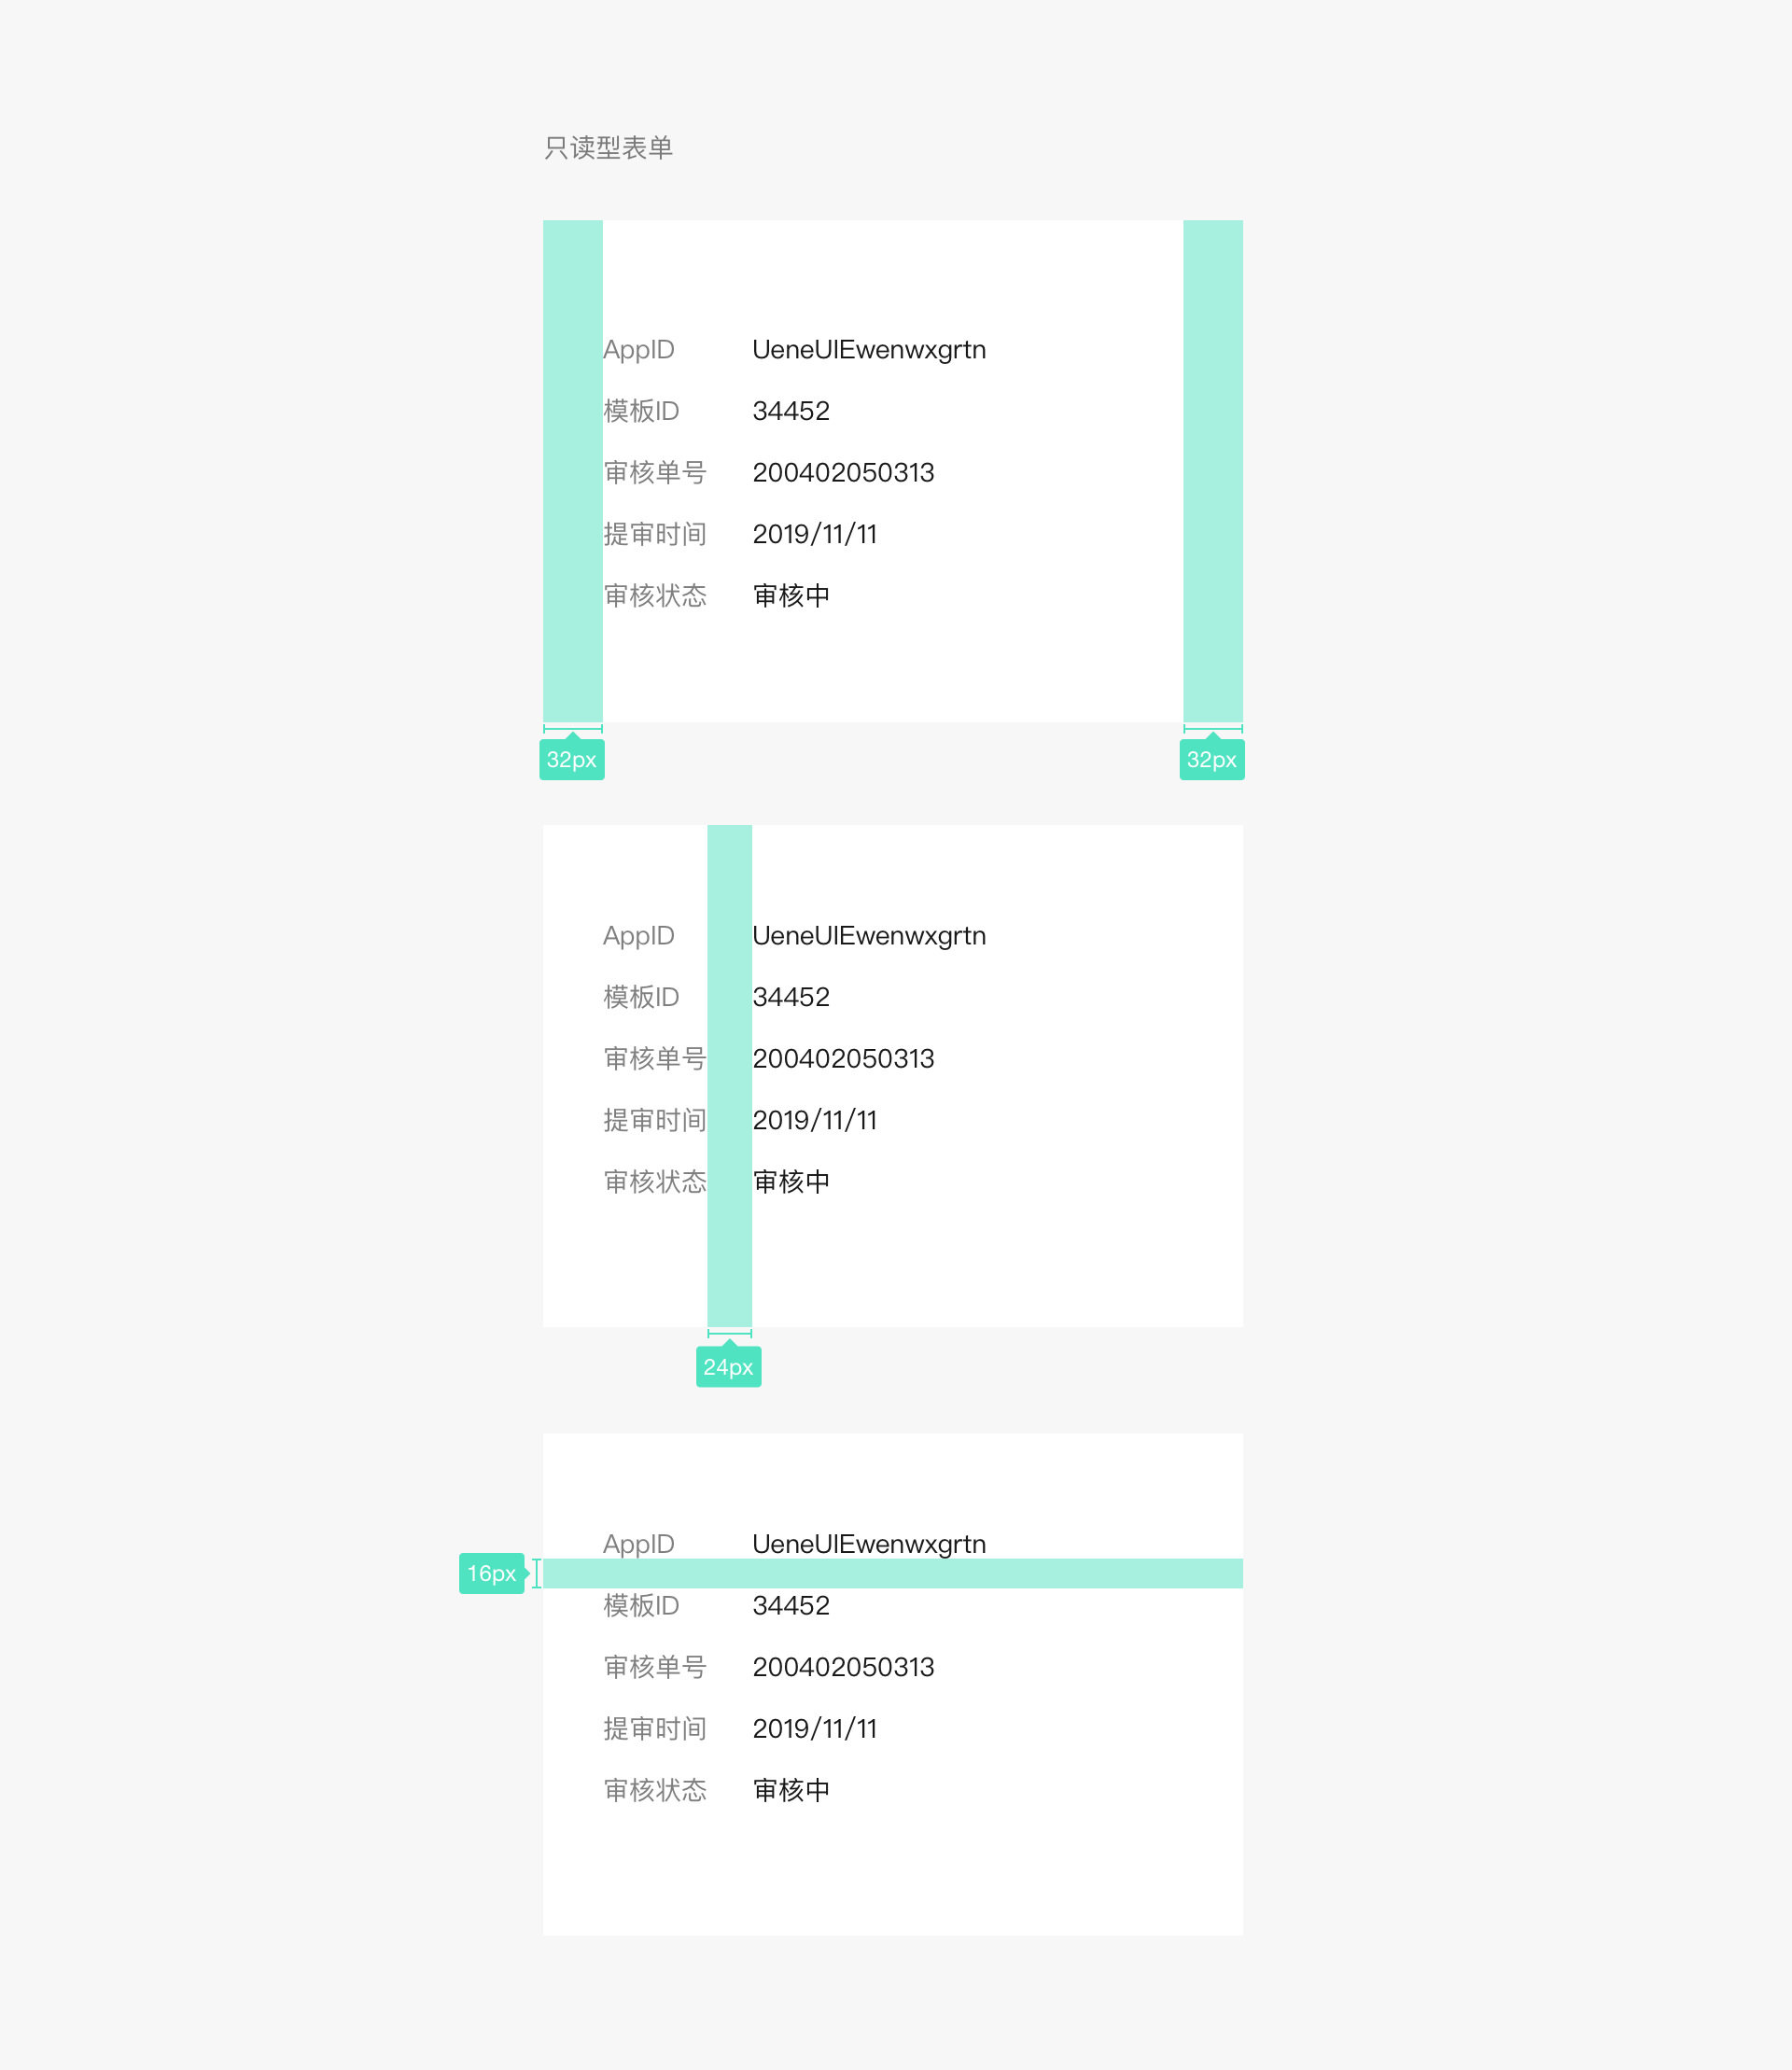 只读型表单
AppID UeneUIEwenwxgrtn
模板ID 34452
审核单号 200402050313
提审时间 2019/11/11
审核状态 审核中
32px 32px
AppID UeneUIEwenwxgrtn
模板ID 34452
审核单号 200402050313
提审时间 2019/11/11
审核状态 审核中
24px
AppID UeneUIEwenwxgrtn
16px
模板ID 34452
审核单号 200402050313
提审时间 2019/11/11
审核状态 审核中